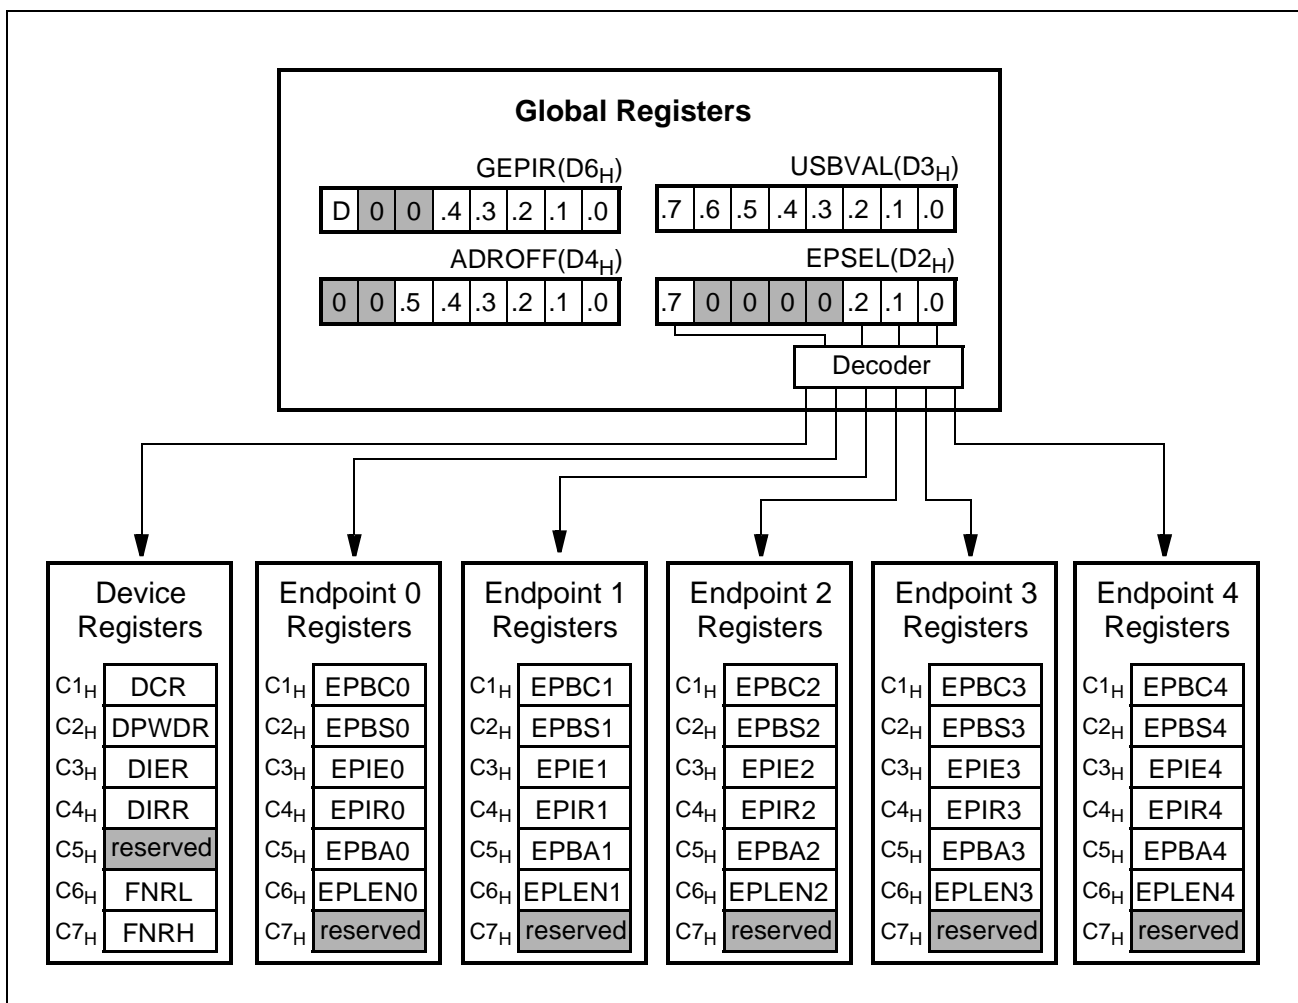 Global Registers
GEPIR(D6H)
D 0 0 .4 .3 .2 .1 .0
USBVAL(D3H)
.7 .6 .5 .4 .3 .2 .1 .0
ADROFF(D4H)
0 0 .5 .4 .3 .2 .1 .0
EPSEL(D2H)
.7 0 0 0 0 .2 .1 .0
Decoder
Device
Registers
C1H DCR
C2H DPWDR
C3H DIER
C4H DIRR
C5H reserved
C6H FNRL
C7H FNRH
Endpoint 0
Registers
C1H EPBC0
C2H EPBS0
C3H EPIE0
C4H EPIR0
C5H EPBA0
C6H EPLEN0
C7H reserved
Endpoint 1
Registers
C1H EPBC1
C2H EPBS1
C3H EPIE1
C4H EPIR1
C5H EPBA1
C6H EPLEN1
C7H reserved
Endpoint 2
Registers
C1H EPBC2
C2H EPBS2
C3H EPIE2
C4H EPIR2
C5H EPBA2
C6H EPLEN2
C7H reserved
Endpoint 3
Registers
C1H EPBC3
C2H EPBS3
C3H EPIE3
C4H EPIR3
C5H EPBA3
C6H EPLEN3
C7H reserved
Endpoint 4
Registers
C1H EPBC4
C2H EPBS4
C3H EPIE4
C4H EPIR4
C5H EPBA4
C6H EPLEN4
C7H reserved